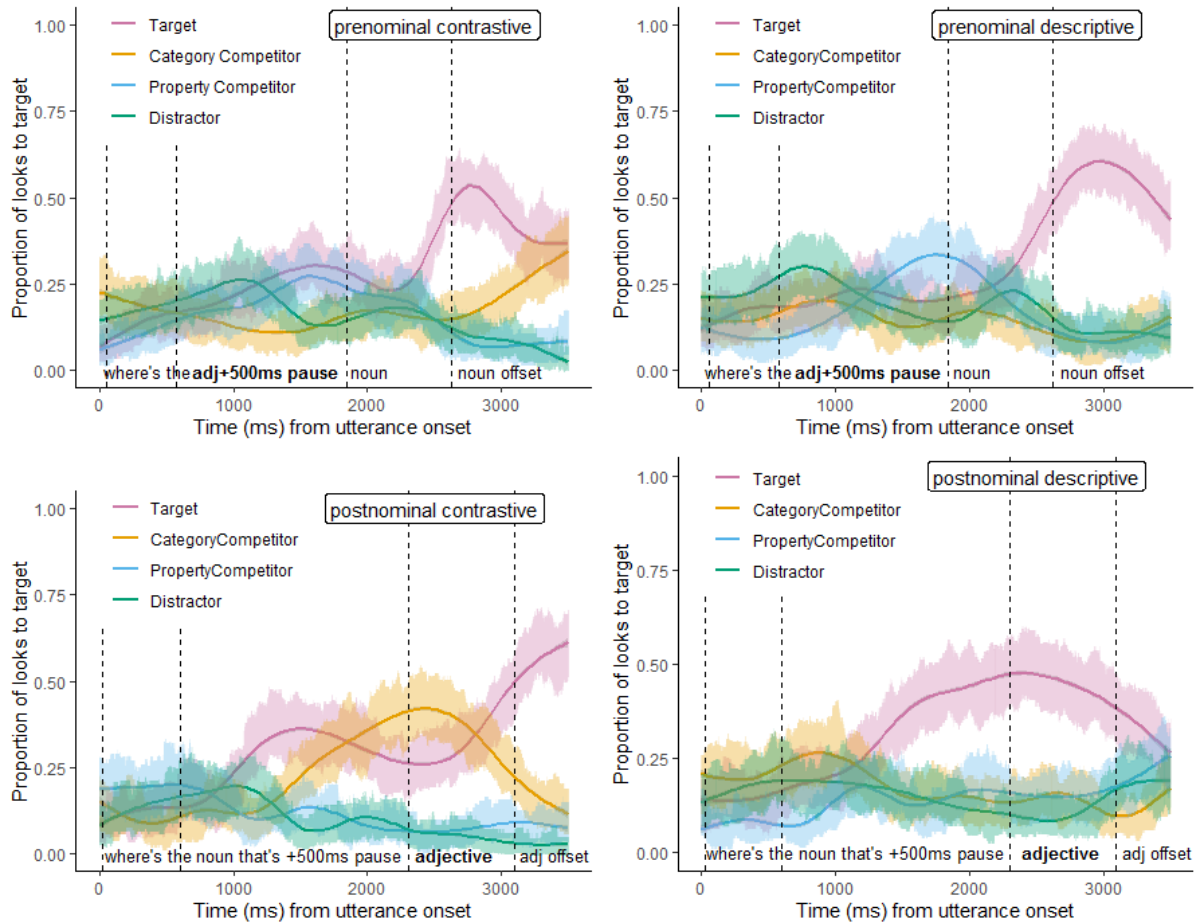 prenominal contrastive
1.00
0.75
0.50
0.25
0.00
Proportion of looks to target
Target
Category Competitor
Property Competitor
Distractor
where's the adj+500ms pause noun noun offset
0 1000 2000 3000
Time (ms) from utterance onset
prenominal descriptive
1.00
0.75
0.50
0.25
0.00
Proportion of looks to target
Target
CategoryCompetitor
PropertyCompetitor
Distractor
where's the adj+500ms pause noun noun offset
0 1000 2000 3000
Time (ms) from utterance onset
postnominal contrastive
1.00
0.75
0.50
0.25
0.00
Proportion of looks to target
Target
CategoryCompetitor
PropertyCompetitor
Distractor
where's the noun that's +500ms pause adjective adj offset
0 1000 2000 3000
Time (ms) from utterance onset
postnominal descriptive
1.00
0.75
0.50
0.25
0.00
Proportion of looks to target
Target
CategoryCompetitor
PropertyCompetitor
Distractor
where's the noun that's +500ms pause adjective adj offset
0 1000 2000 3000
Time (ms) from utterance onset